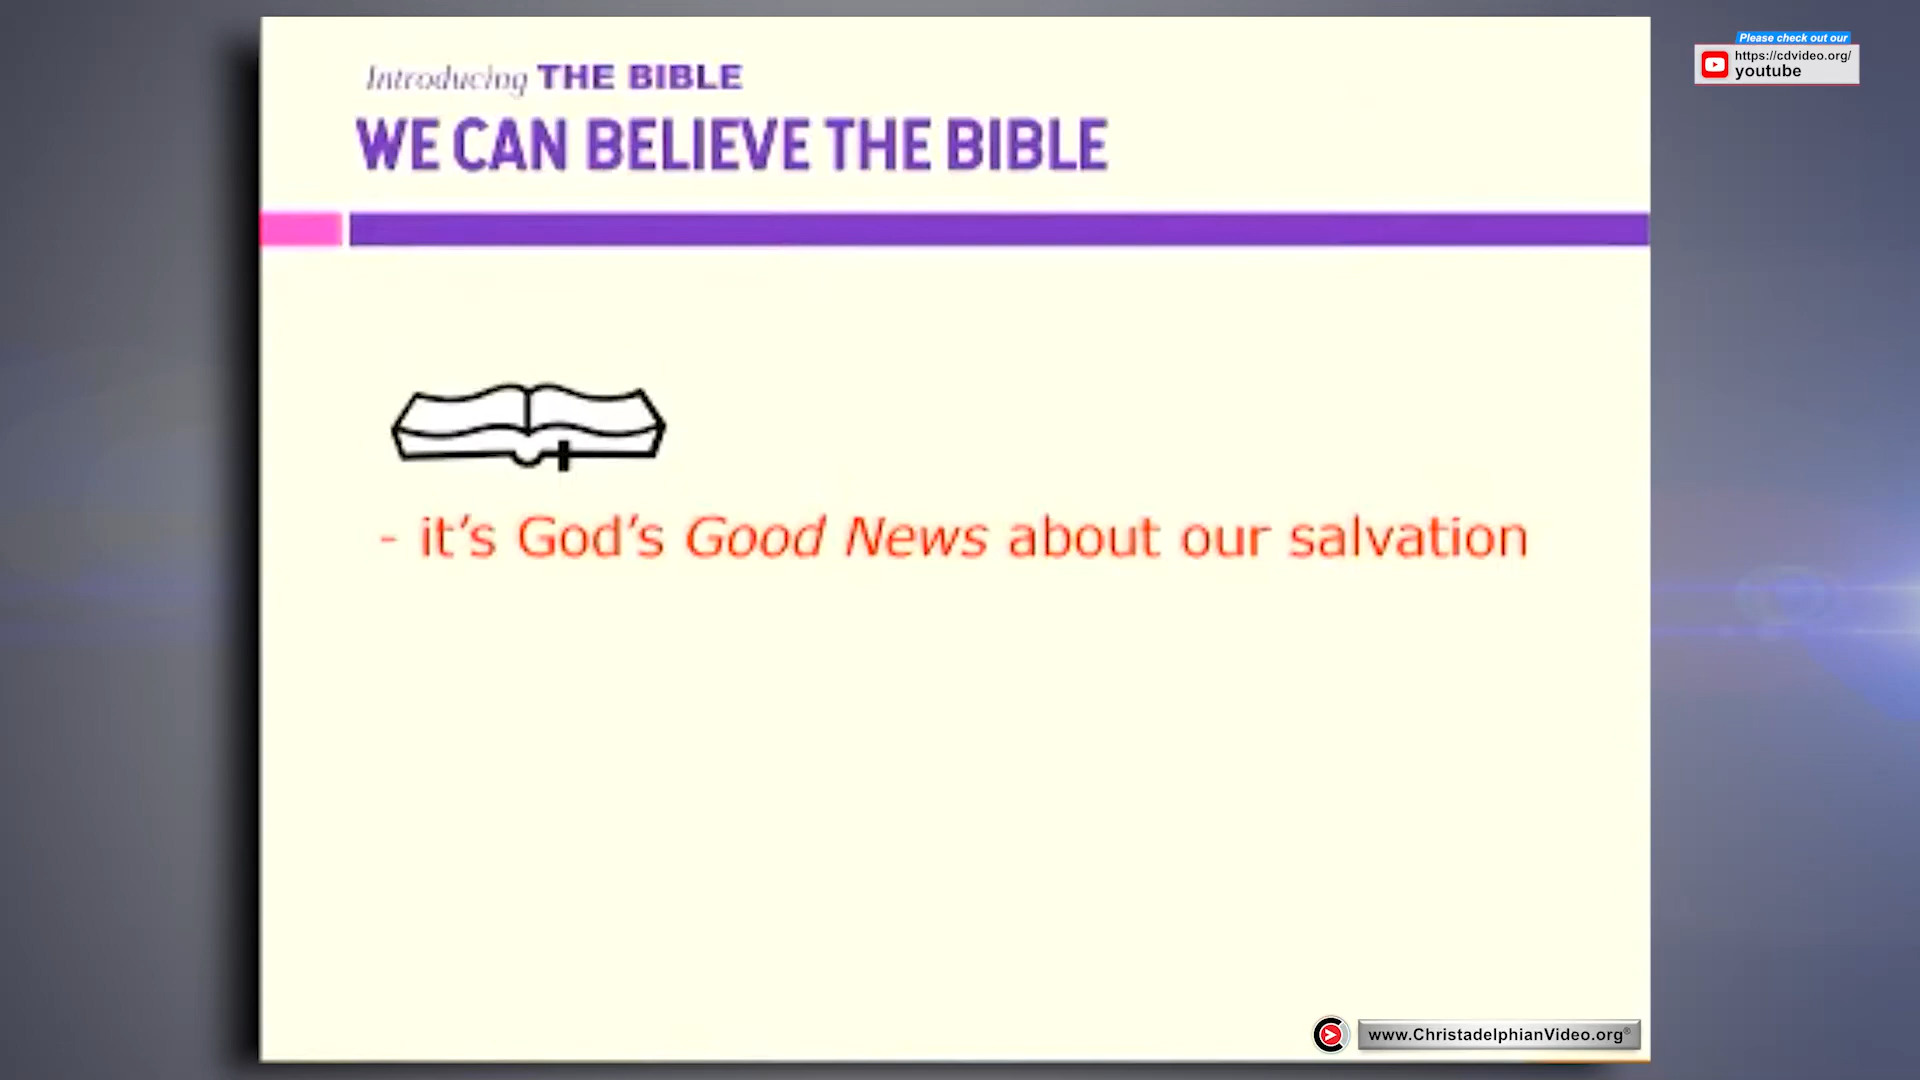 Introducing THE BIBLE
WE CAN BELIEVE THE BIBLE
Please check out our
https://cdvideo.org/
youtube
- it's God's Good News about our salvation
www.ChristadelphianVideo.org®